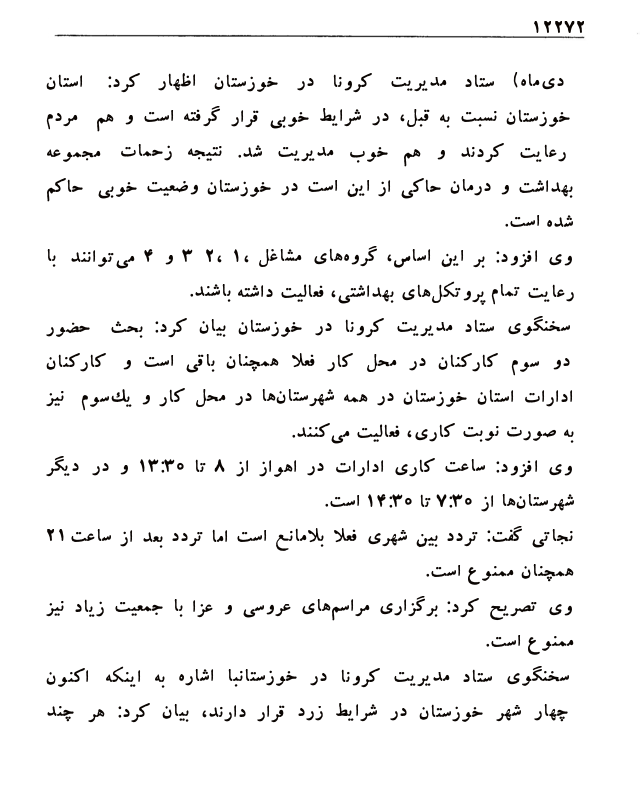 ۱۲۲۷۲
دی‌ماه) ستاد مدیریت کرونا در خوزستان اظهار کرد: استان
خوزستان نسبت به قبل، در شرایط خوبی قرار گرفته است و هم مردم
رعایت کردند و هم خوب مدیریت شد. نتیجه زحمات مجموعه
بهداشت و درمان حاکی از این است در خوزستان وضعیت خوبی حاکم
شده است.
وی افزود: بر این اساس، گروه‌های مشاغل ،۱ ،۲ ۳ و ۴ می‌توانند با
رعایت تمام پروتکل‌های بهداشتی، فعالیت داشته باشند.
سخنگوی ستاد مدیریت کرونا در خوزستان بیان کرد: بحث حضور
دو سوم کارکنان در محل کار فعلا همچنان باقی است و کارکنان
ادارات استان خوزستان در همه شهرستان‌ها در محل کار و یك‌سوم نیز
به صورت نوبت کاری، فعالیت می‌کنند.
وی افزود: ساعت کاری ادارات در اهواز از ۸ تا ۱۳:۳۰ و در دیگر
شهرستان‌ها از ۷:۳۰ تا ۱۴:۳۰ است.
نجاتی گفت: تردد بین شهری فعلا بلامانع است اما تردد بعد از ساعت ۲۱
همچنان ممنوع است.
وی تصریح کرد: برگزاری مراسم‌های عروسی و عزا با جمعیت زیاد نیز
ممنوع است.
سخنگوی ستاد مدیریت کرونا در خوزستانبا اشاره به اینکه اکنون
چهار شهر خوزستان در شرایط زرد قرار دارند، بیان کرد: هر چند